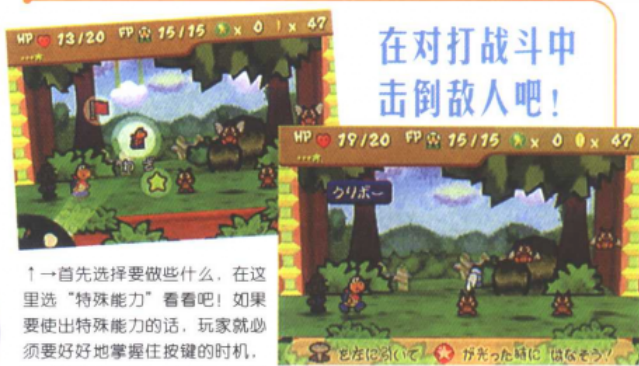 HP 13/20 FP 15/15 x 0 x 47
在对打战斗中
击倒敌人吧！
HP 19/20 FP 15/15 x 0 x 47
クリボー
↑→首先选择要做些什么，在这
里选“特殊能力”看看吧！如果
要使出特殊能力的话，玩家就必
须要好好地掌握住按键的时机，
を左に引いて が光った時に はなそう！